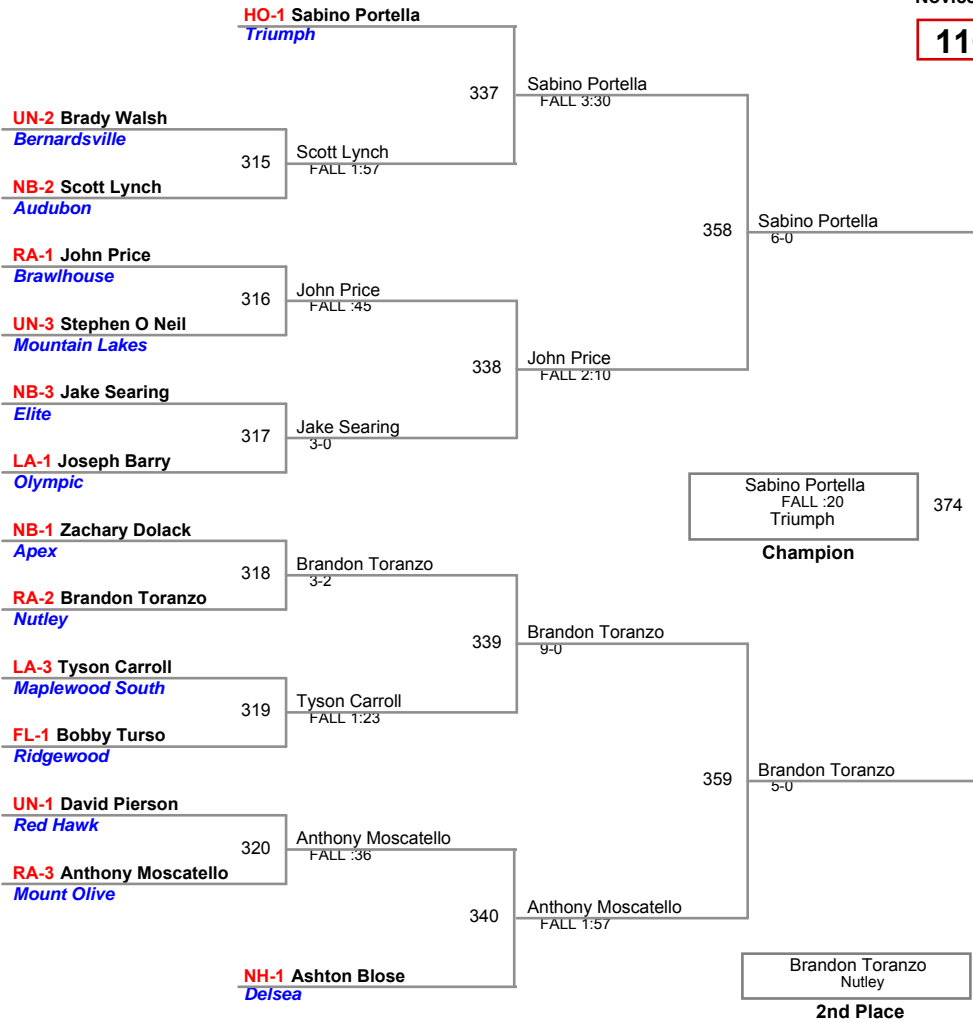 HO-1 Sabino Portella
Triumph
337
Sabino Portella
FALL 3:30
UN-2 Brady Walsh
Bernardsville
315
Scott Lynch
FALL 1:57
NB-2 Scott Lynch
Audubon
358
Sabino Portella
6-0
RA-1 John Price
Brawlhouse
316
John Price
FALL :45
UN-3 Stephen O Neil
Mountain Lakes
338
John Price
FALL 2:10
NB-3 Jake Searing
Elite
317
Jake Searing
3-0
LA-1 Joseph Barry
Olympic
Sabino Portella
FALL :20
Triumph
374
Champion
NB-1 Zachary Dolack
Apex
318
Brandon Toranzo
3-2
RA-2 Brandon Toranzo
Nutley
339
Brandon Toranzo
9-0
LA-3 Tyson Carroll
Maplewood South
319
Tyson Carroll
FALL 1:23
FL-1 Bobby Turso
Ridgewood
359
Brandon Toranzo
5-0
UN-1 David Pierson
Red Hawk
320
Anthony Moscatello
FALL :36
RA-3 Anthony Moscatello
Mount Olive
340
Anthony Moscatello
FALL 1:57
NH-1 Ashton Blose
Delsea
Brandon Toranzo
Nutley
2nd Place